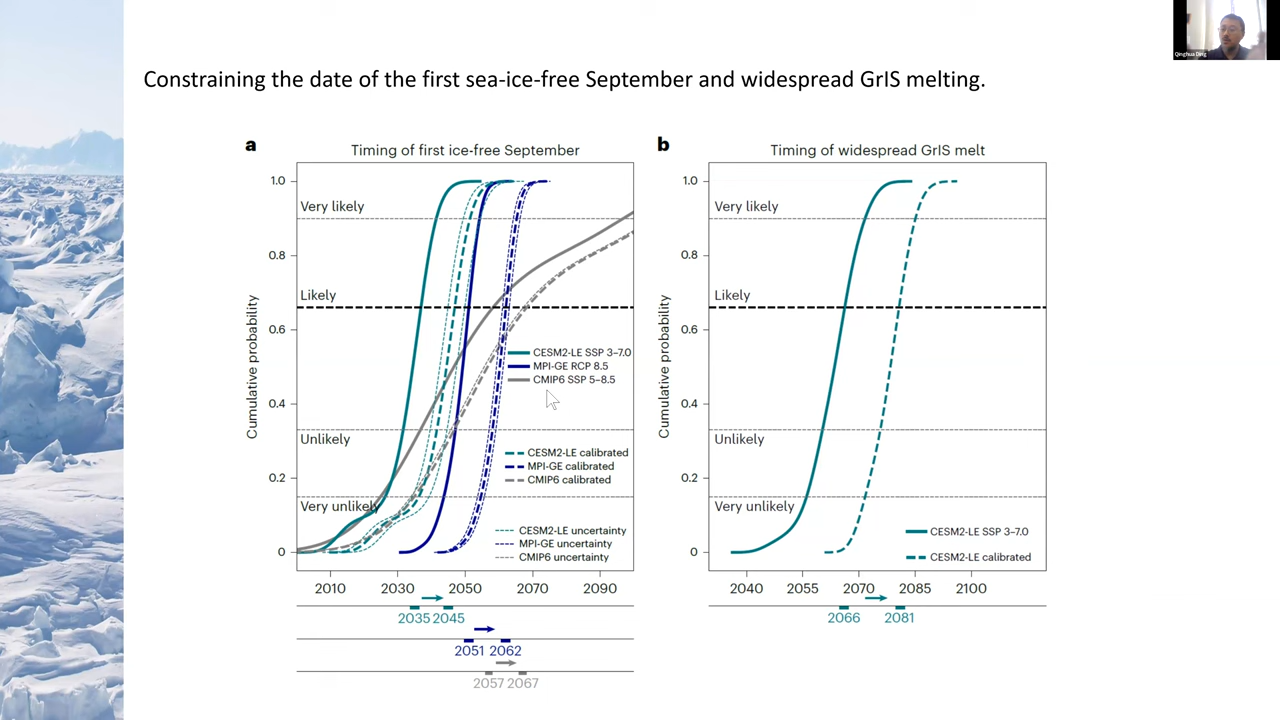 Qinghua Ding
Constraining the date of the first sea-ice-free September and widespread GrIS melting.
a
Timing of first ice-free September
Cumulative probability
1.0
0.8
0.6
0.4
0.2
0
Very likely
Likely
Unlikely
Very unlikely
CESM2-LE SSP 3–7.0
MPI-GE RCP 8.5
CMIP6 SSP 5–8.5
CESM2-LE calibrated
MPI-GE calibrated
CMIP6 calibrated
CESM2-LE uncertainty
MPI-GE uncertainty
CMIP6 uncertainty
2010 2030 2050 2070 2090
2035 2045
2051 2062
2057 2067
b
Timing of widespread GrIS melt
Cumulative probability
1.0
0.8
0.6
0.4
0.2
0
Very likely
Likely
Unlikely
Very unlikely
CESM2-LE SSP 3–7.0
CESM2-LE calibrated
2040 2055 2070 2085 2100
2066 2081